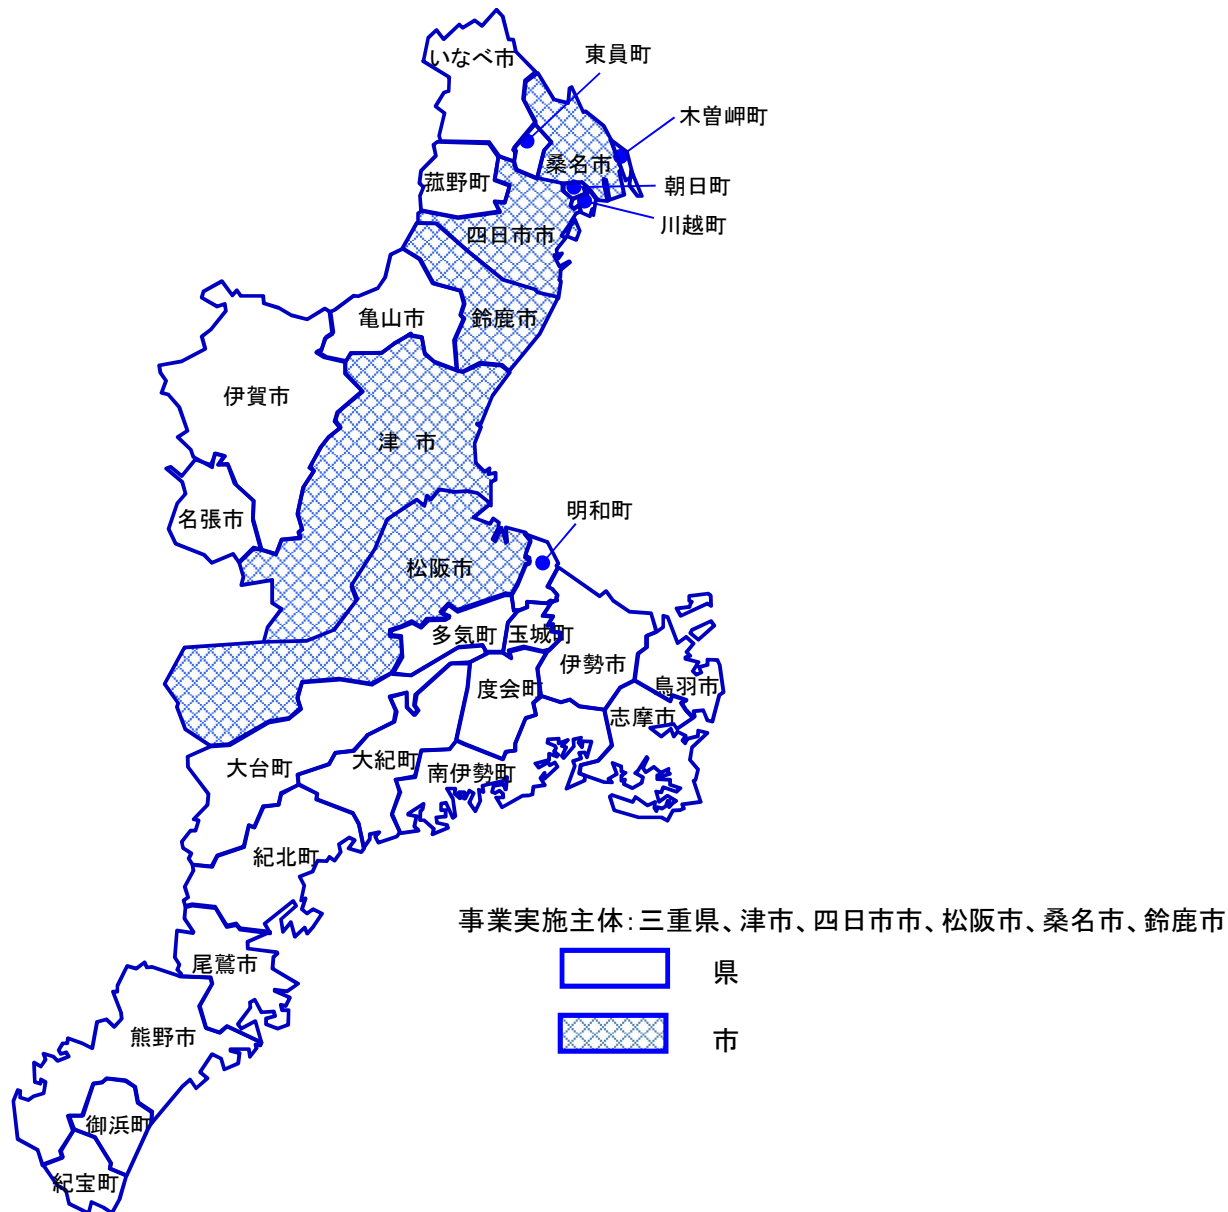 いなべ市
東員町
木曽岬町
桑名市
菰野町
朝日町
川越町
四日市市
亀山市
鈴鹿市
伊賀市
津 市
名張市
明和町
松阪市
多気町
玉城町
伊勢市
度会町
鳥羽市
志摩市
大台町
大紀町
南伊勢町
紀北町
事業実施主体:三重県、津市、四日市市、松阪市、桑名市、鈴鹿市
尾鷲市
県
熊野市
市
御浜町
紀宝町